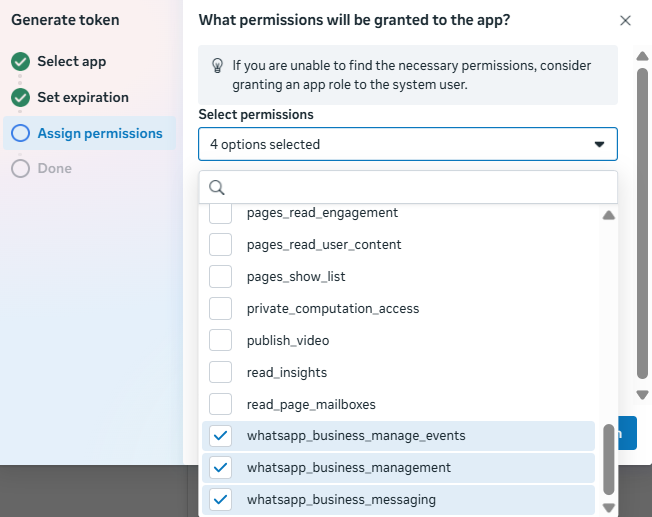 Generate token
Select app
Set expiration
Assign permissions
Done
What permissions will be granted to the app?
If you are unable to find the necessary permissions, consider
granting an app role to the system user.
Select permissions
4 options selected
pages_read_engagement
pages_read_user_content
pages_show_list
private_computation_access
publish_video
read_insights
read_page_mailboxes
whatsapp_business_manage_events
whatsapp_business_management
whatsapp_business_messaging